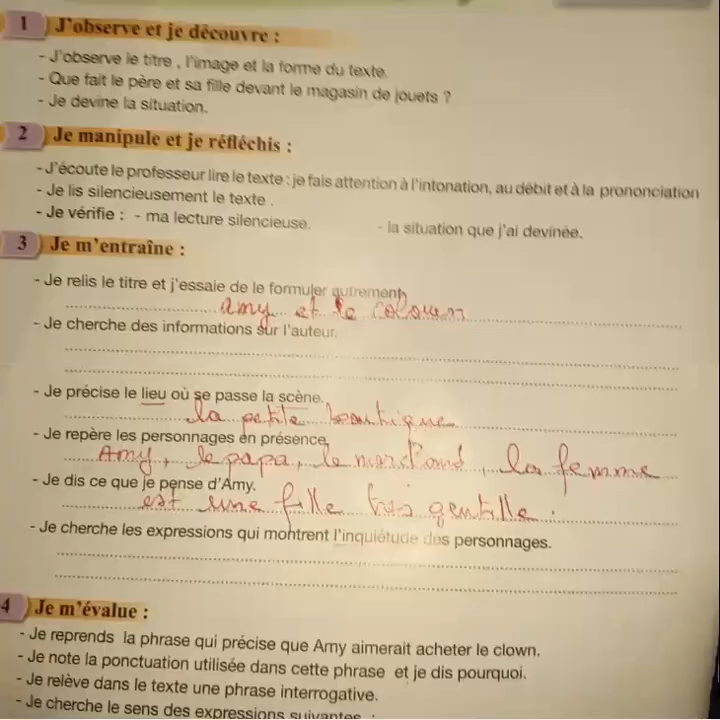 1 J'observe et je découvre :
- J'observe le titre , l'image et la forme du texte.
- Que fait le père et sa fille devant le magasin de jouets ?
- Je devine la situation.
2 Je manipule et je réfléchis :
- J'écoute le professeur lire le texte : je fais attention à l'intonation, au débit et à la prononciation
- Je lis silencieusement le texte .
- Je vérifie : - ma lecture silencieuse. - la situation que j'ai devinée.
3 Je m'entraîne :
- Je relis le titre et j'essaie de le formuler autrement.
amy et le
- Je cherche des informations sur l'auteur.
- Je précise le lieu où se passe la scène.
la petite boutique
- Je repère les personnages en présence.
Amy, le papa, le marchand, la femme
- Je dis ce que je pense d'Amy.
est une fille très gentille.
- Je cherche les expressions qui montrent l'inquiétude des personnages.
4 Je m'évalue :
- Je reprends la phrase qui précise que Amy aimerait acheter le clown.
- Je note la ponctuation utilisée dans cette phrase et je dis pourquoi.
- Je relève dans le texte une phrase interrogative.
- Je cherche le sens des expressions suivantes :